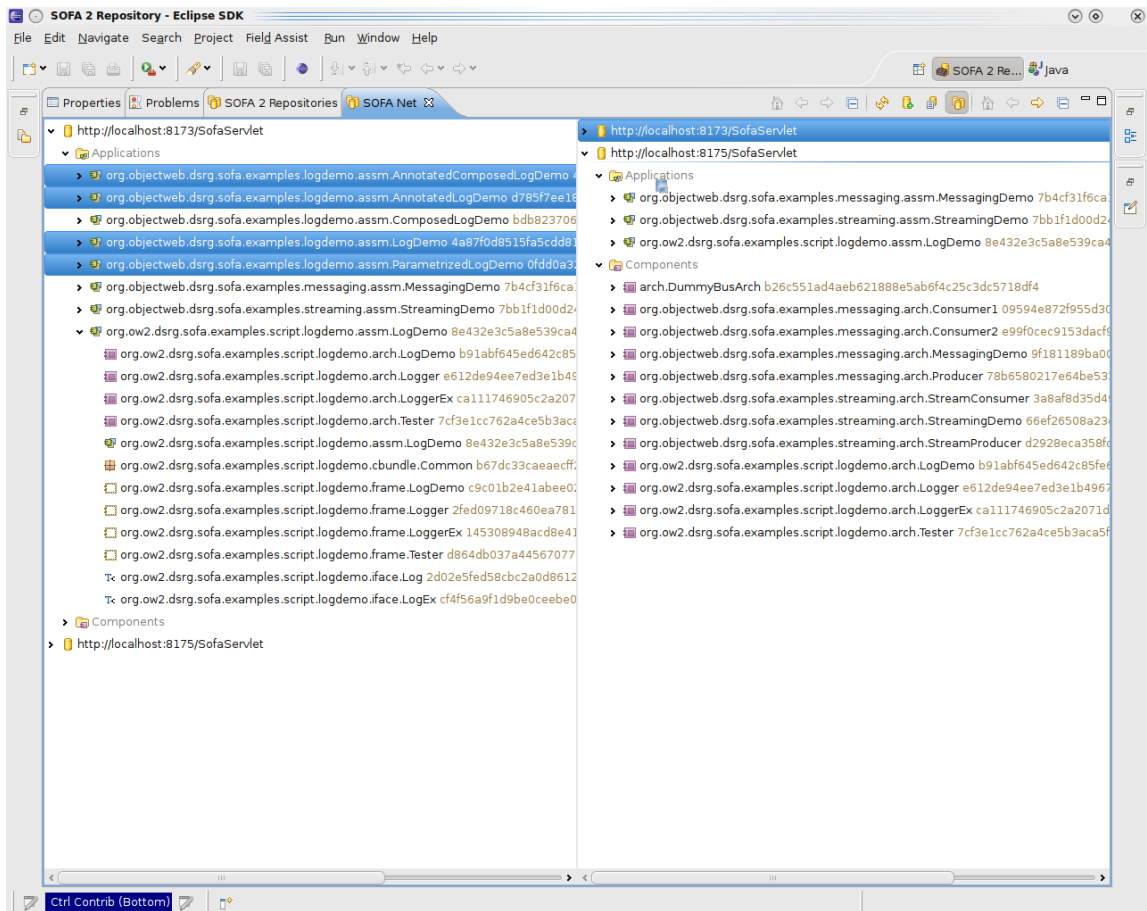 SOFA 2 Repository - Eclipse SDK
File Edit Navigate Search Project Field Assist Run Window Help
SOFA 2 Re... Java
Properties Problems SOFA 2 Repositories SOFA Net
http://localhost:8173/SofaServlet
Applications
org.objectweb.dsrg.sofa.examples.logdemo.assm.AnnotatedComposedLogDemo
org.objectweb.dsrg.sofa.examples.logdemo.assm.AnnotatedLogDemo d785f7ee18
org.objectweb.dsrg.sofa.examples.logdemo.assm.ComposedLogDemo bdb823706
org.objectweb.dsrg.sofa.examples.logdemo.assm.LogDemo 4a87f0d8515fa5cdd81
org.objectweb.dsrg.sofa.examples.logdemo.assm.ParametrizedLogDemo 0fdd0a32
org.objectweb.dsrg.sofa.examples.messaging.assm.MessagingDemo 7b4cf31f6ca
org.objectweb.dsrg.sofa.examples.streaming.assm.StreamingDemo 7bb1f1d00d2
org.ow2.dsrg.sofa.examples.script.logdemo.assm.LogDemo 8e432e3c5a8e539ca4
org.ow2.dsrg.sofa.examples.script.logdemo.arch.LogDemo b91abf645ed642c85
org.ow2.dsrg.sofa.examples.script.logdemo.arch.Logger e612de94ee7ed3e1b49
org.ow2.dsrg.sofa.examples.script.logdemo.arch.LoggerEx ca111746905c2a207
org.ow2.dsrg.sofa.examples.script.logdemo.arch.Tester 7cf3e1cc762a4ce5b3aca
org.ow2.dsrg.sofa.examples.script.logdemo.assm.LogDemo 8e432e3c5a8e539c
org.ow2.dsrg.sofa.examples.script.logdemo.cbundle.Common b67dc33caeaecff
org.ow2.dsrg.sofa.examples.script.logdemo.frame.LogDemo c9c01b2e41abee02
org.ow2.dsrg.sofa.examples.script.logdemo.frame.Logger 2fed09718c460ea781
org.ow2.dsrg.sofa.examples.script.logdemo.frame.LoggerEx 145308948acd8e41
org.ow2.dsrg.sofa.examples.script.logdemo.frame.Tester d864db037a44567077
org.ow2.dsrg.sofa.examples.script.logdemo.iface.Log 2d02e5fed58cbc2a0d8612
org.ow2.dsrg.sofa.examples.script.logdemo.iface.LogEx cf4f56a9f1d9be0ceebe0
Components
http://localhost:8175/SofaServlet
http://localhost:8173/SofaServlet
http://localhost:8175/SofaServlet
Applications
org.objectweb.dsrg.sofa.examples.messaging.assm.MessagingDemo 7b4cf31f6ca
org.objectweb.dsrg.sofa.examples.streaming.assm.StreamingDemo 7bb1f1d00d2
org.ow2.dsrg.sofa.examples.script.logdemo.assm.LogDemo 8e432e3c5a8e539ca4
Components
arch.DummyBusArch b26c551ad4aeb621888e5ab6f4c25c3dc5718df4
org.objectweb.dsrg.sofa.examples.messaging.arch.Consumer1 09594e872f955d30
org.objectweb.dsrg.sofa.examples.messaging.arch.Consumer2 e99f0cec9153dacf9
org.objectweb.dsrg.sofa.examples.messaging.arch.MessagingDemo 9f181189ba00
org.objectweb.dsrg.sofa.examples.messaging.arch.Producer 78b6580217e64be53
org.objectweb.dsrg.sofa.examples.streaming.arch.StreamConsumer 3a8af8d35d4
org.objectweb.dsrg.sofa.examples.streaming.arch.StreamingDemo 66ef26508a23
org.objectweb.dsrg.sofa.examples.streaming.arch.StreamProducer d2928eca358f
org.ow2.dsrg.sofa.examples.script.logdemo.arch.LogDemo b91abf645ed642c85fe6
org.ow2.dsrg.sofa.examples.script.logdemo.arch.Logger e612de94ee7ed3e1b4967
org.ow2.dsrg.sofa.examples.script.logdemo.arch.LoggerEx ca111746905c2a2071d
org.ow2.dsrg.sofa.examples.script.logdemo.arch.Tester 7cf3e1cc762a4ce5b3aca5f
Ctrl Contrib (Bottom)